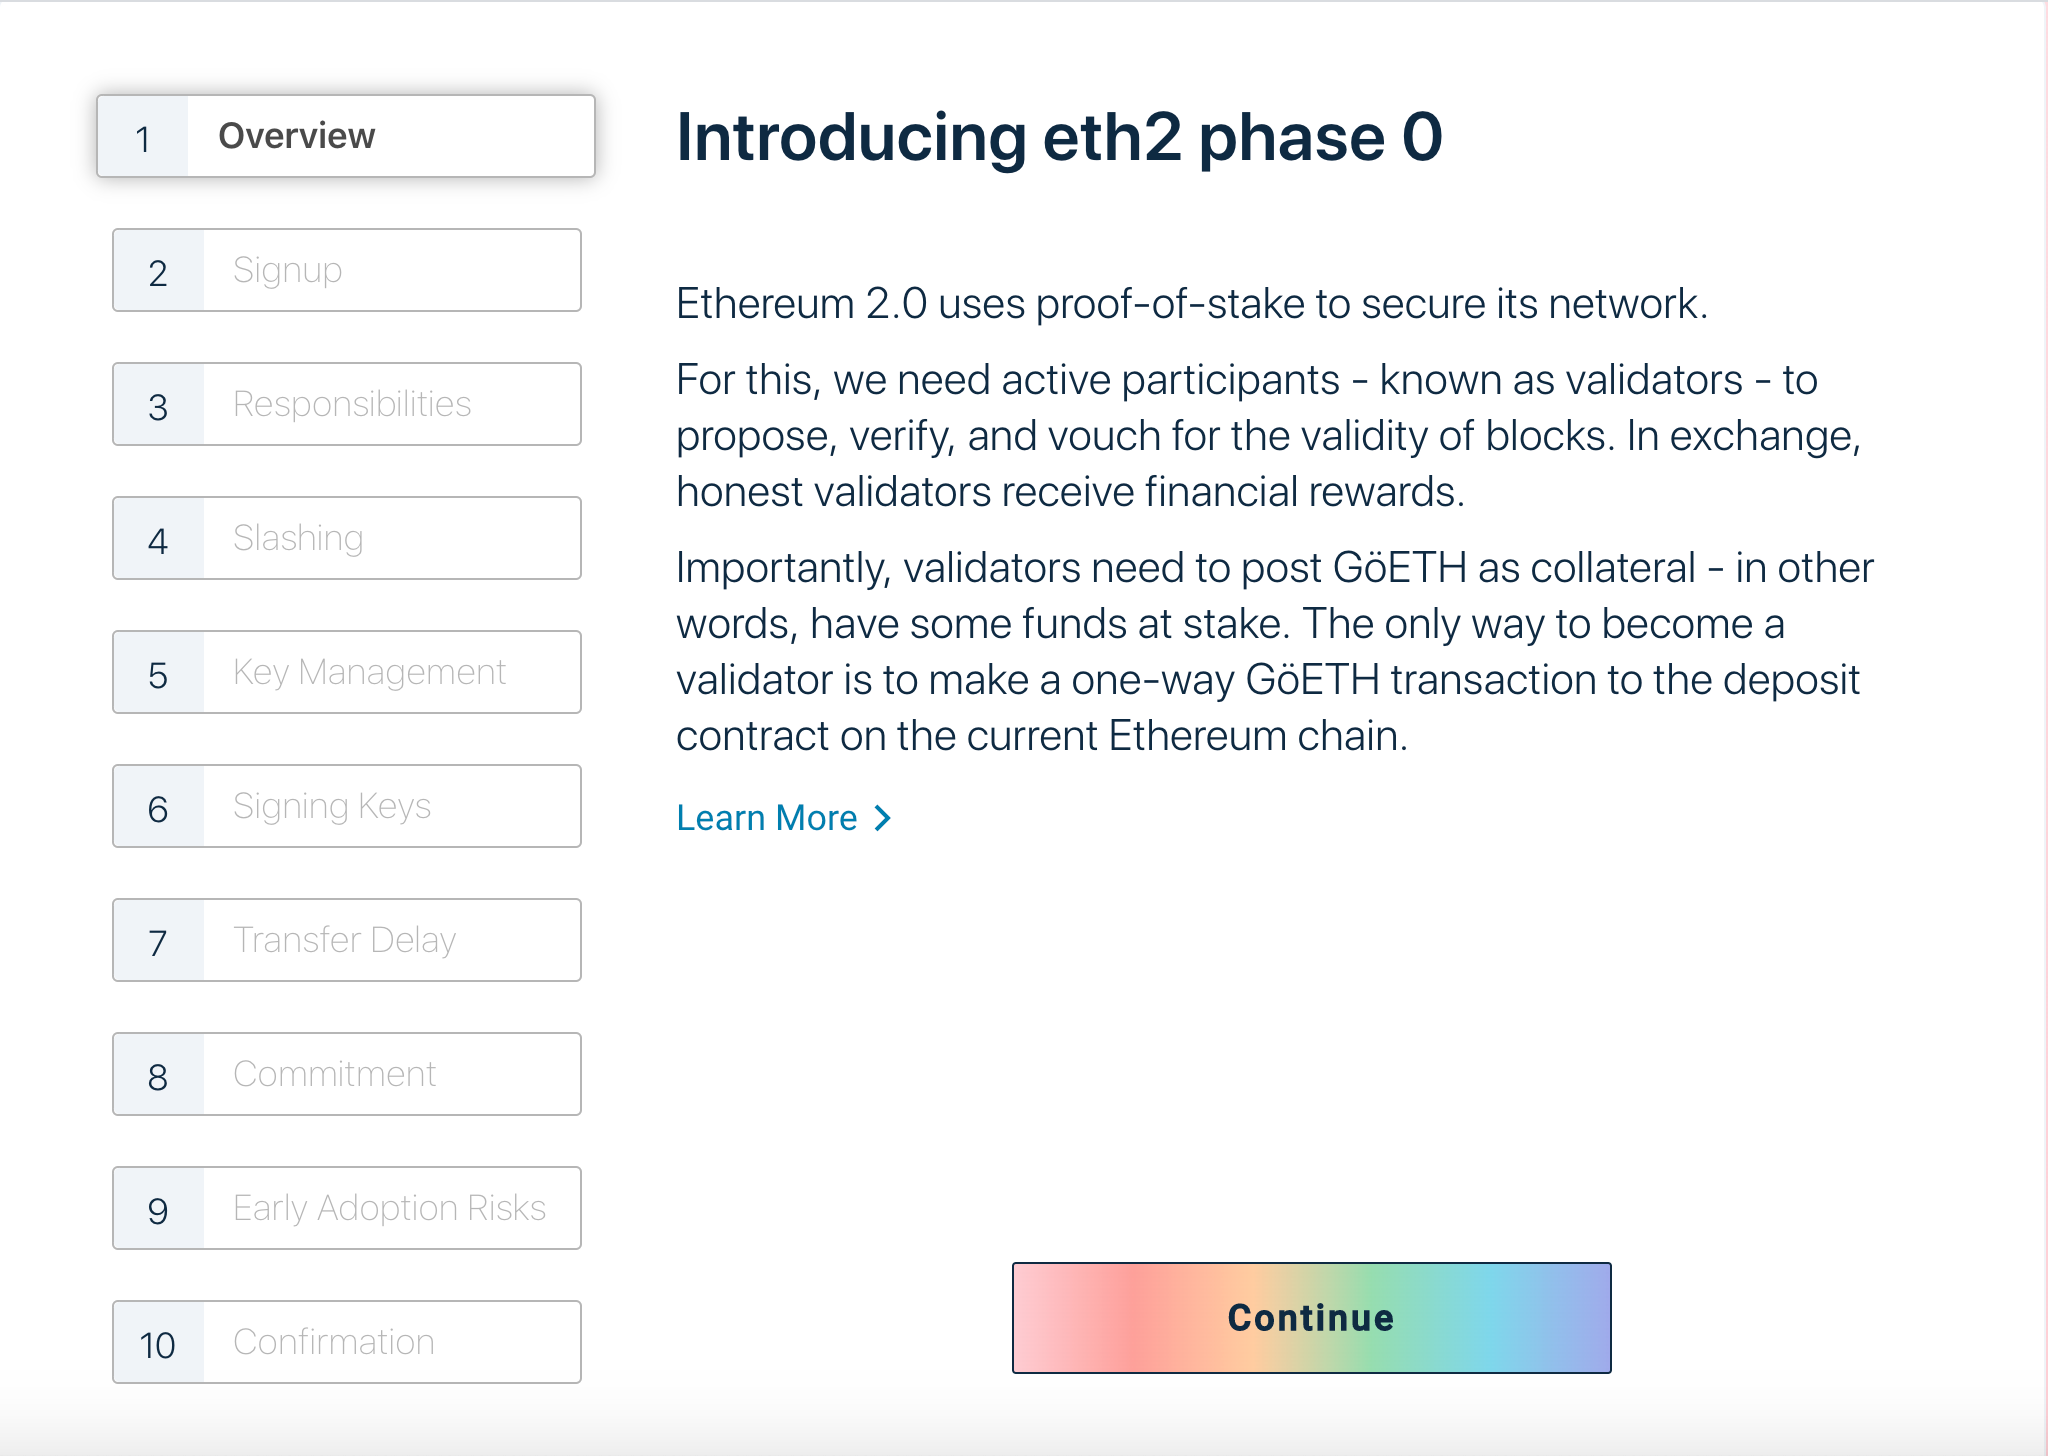 1 Overview
2 Signup
3 Responsibilities
4 Slashing
5 Key Management
6 Signing Keys
7 Transfer Delay
8 Commitment
9 Early Adoption Risks
10 Confirmation
Introducing eth2 phase 0
Ethereum 2.0 uses proof-of-stake to secure its network.
For this, we need active participants - known as validators - to
propose, verify, and vouch for the validity of blocks. In exchange,
honest validators receive financial rewards.
Importantly, validators need to post GöETH as collateral - in other
words, have some funds at stake. The only way to become a
validator is to make a one-way GöETH transaction to the deposit
contract on the current Ethereum chain.
Learn More
Continue